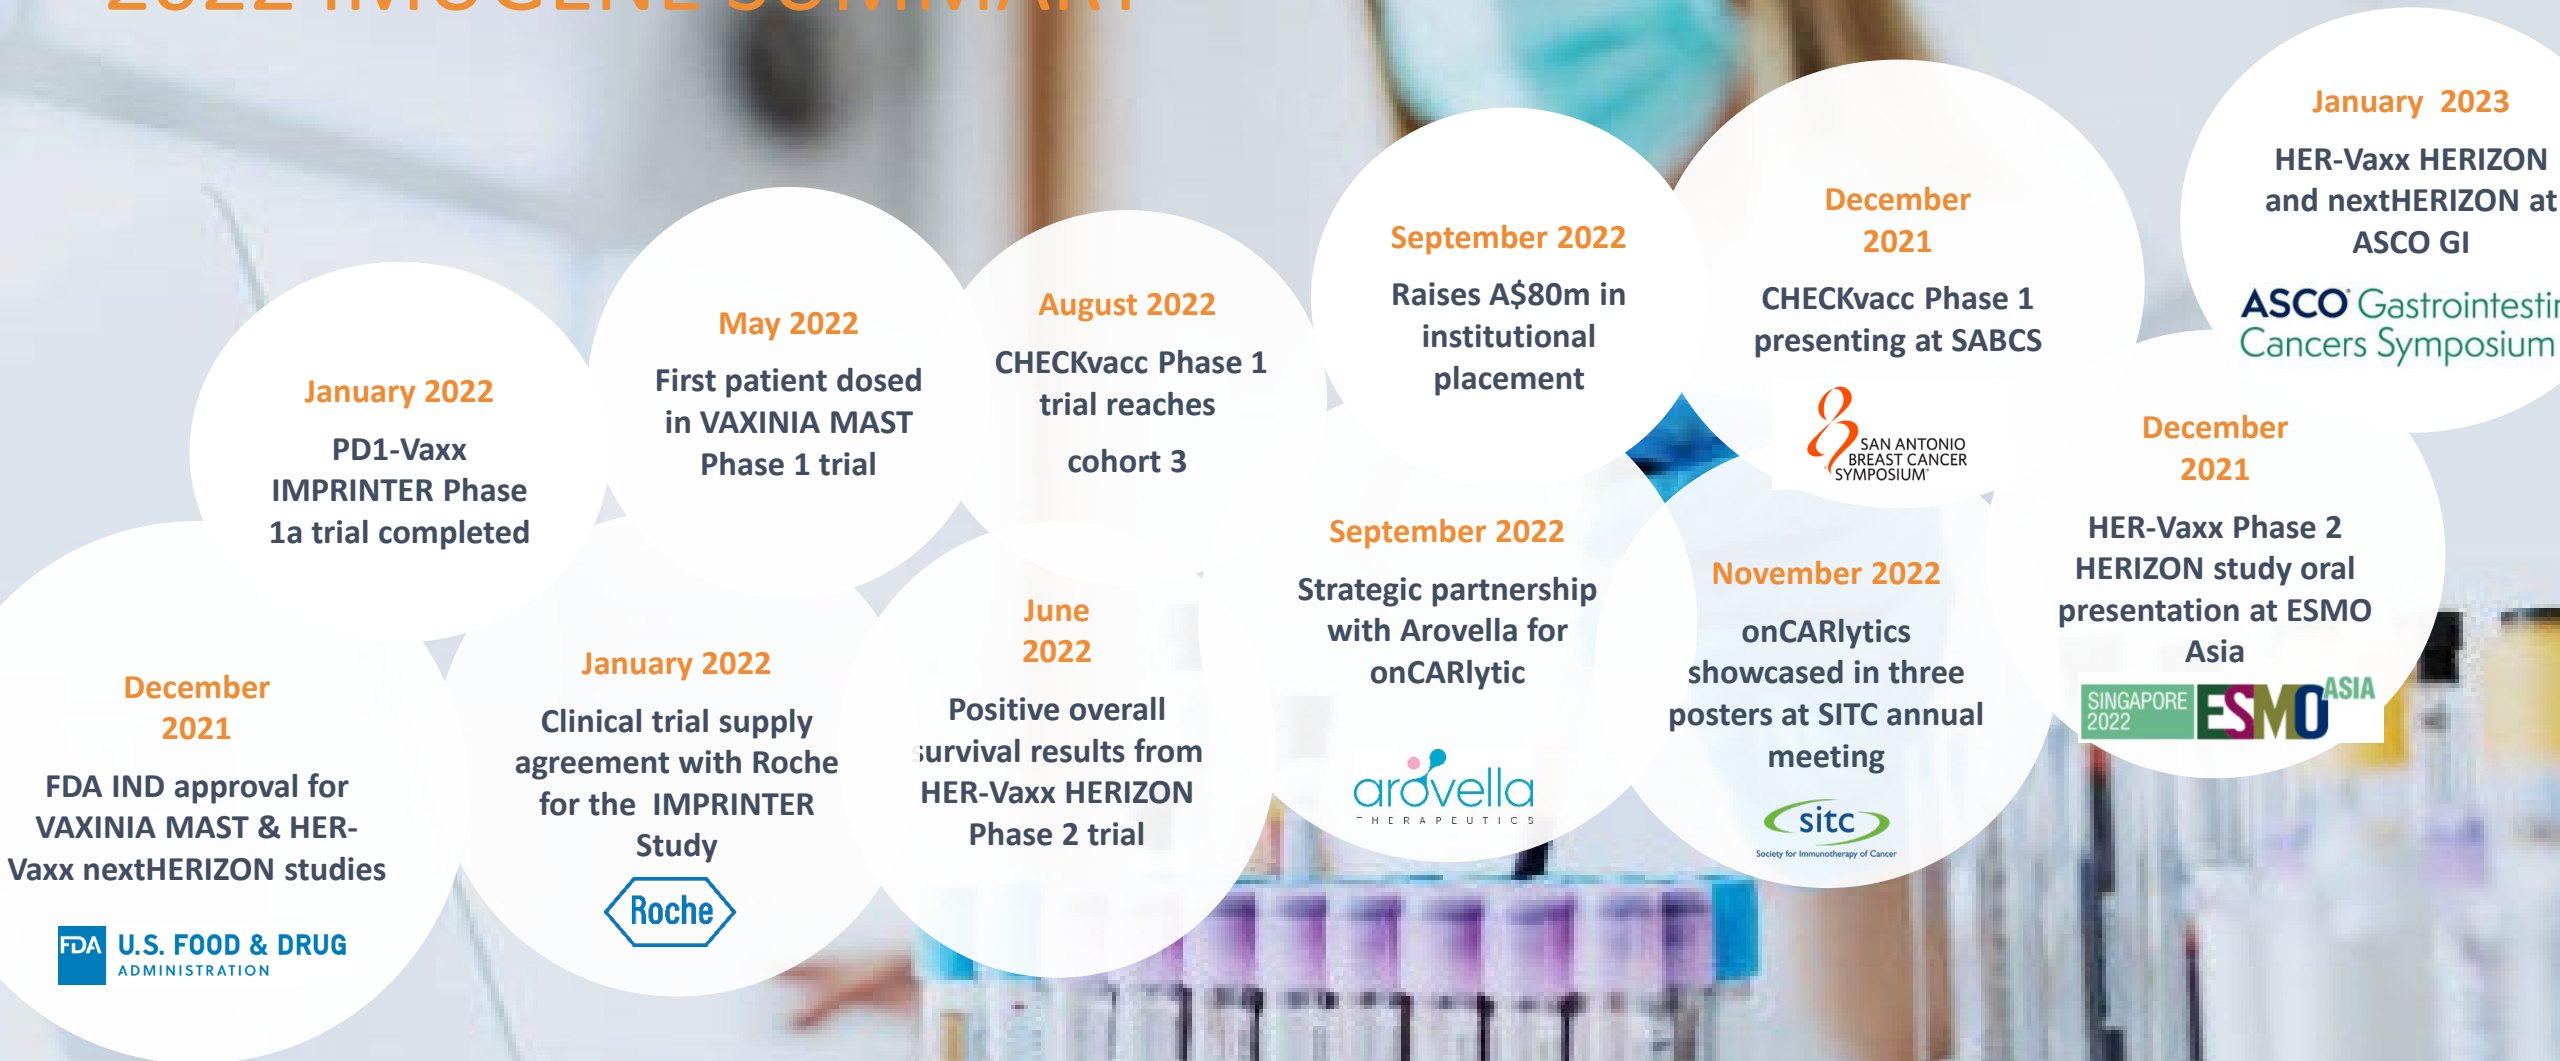 2022 IMUGENE SUMMARY
December
2021
FDA IND approval for
VAXINIA MAST & HER-
Vaxx nextHERIZON studies
FDA U.S. FOOD & DRUG
ADMINISTRATION
January 2022
PD1-Vaxx
IMPRINTER Phase
1a trial completed
January 2022
Clinical trial supply
agreement with Roche
for the IMPRINTER
Study
Roche
May 2022
First patient dosed
in VAXINIA MAST
Phase 1 trial
June
2022
Positive overall
survival results from
HER-Vaxx HERIZON
Phase 2 trial
August 2022
CHECKvacc Phase 1
trial reaches
cohort 3
September 2022
Strategic partnership
with Arovella for
onCARlytic
arovella
THERAPEUTICS
September 2022
Raises A$80m in
institutional
placement
November 2022
onCARlytics
showcased in three
posters at SITC annual
meeting
sitc
Society for Immunotherapy of Cancer
December
2021
CHECKvacc Phase 1
presenting at SABCS
SAN ANTONIO
BREAST CANCER
SYMPOSIUM
December
2021
HER-Vaxx Phase 2
HERIZON study oral
presentation at ESMO
Asia
SINGAPORE
2022
ESMO ASIA
January 2023
HER-Vaxx HERIZON
and nextHERIZON at
ASCO GI
ASCO Gastrointestin
Cancers Symposium